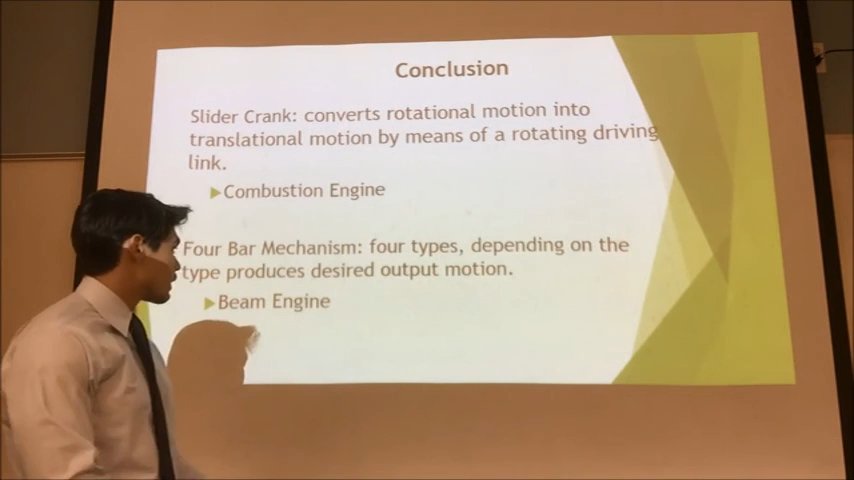 Conclusion
Slider Crank: converts rotational motion into
translational motion by means of a rotating driving
link.
Combustion Engine
Four Bar Mechanism: four types, depending on the
type produces desired output motion.
Beam Engine